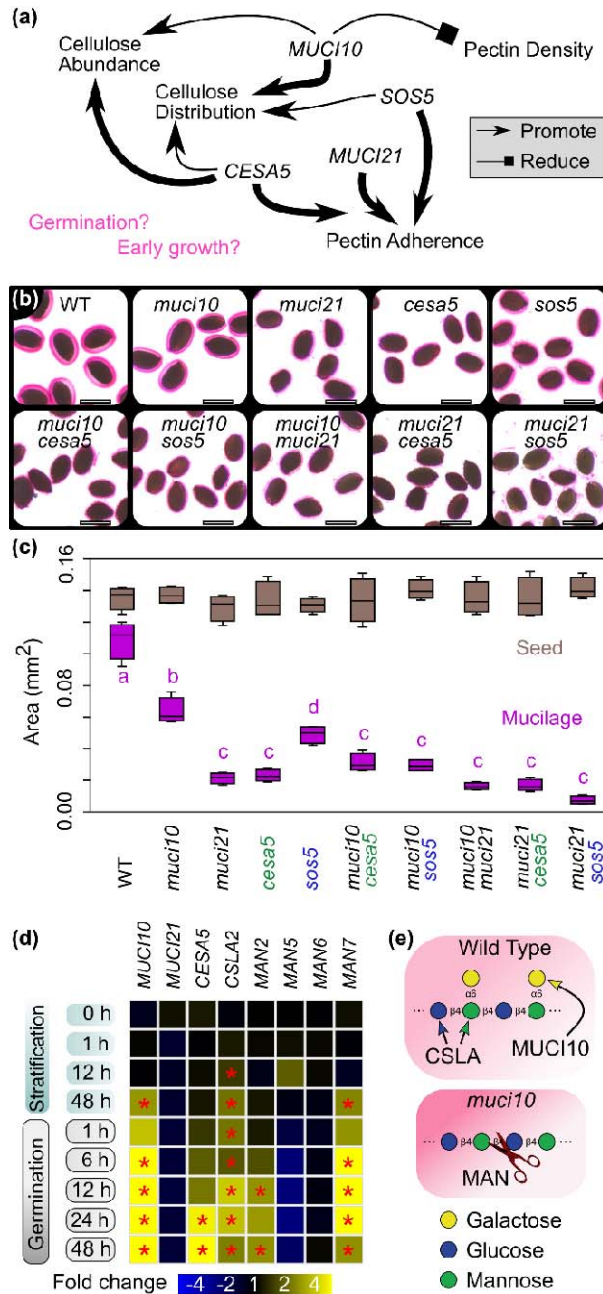 (a)
MUCI10
Cellulose
Abundance
Pectin Density
Cellulose
Distribution
SOS5
Promote
Reduce
MUCI21
CESA5
Germination?
Early growth?
Pectin Adherence
(b)
WT
muci10
muci21
cesa5
sos5
muci10
cesa5
muci10
sos5
muci10
muci21
muci21
cesa5
muci21
sos5
(c)
0.16
0.08
0.00
Area (mm²)
Seed
Mucilage
a
b
c
c
d
c
c
c
c
c
WT
muci10
muci21
cesa5
sos5
muci10
cesa5
muci10
sos5
muci10
muci21
muci21
cesa5
muci21
sos5
(d)
MUCI10
MUCI21
CESA5
CSLA2
MAN2
MAN5
MAN6
MAN7
Stratification
0 h
1 h
12 h
48 h
Germination
1 h
6 h
12 h
24 h
48 h
Fold change
-4 -2 1 2 4
(e)
Wild Type
α6
α6
··· β4 β4 β4 ···
CSLA
MUCI10
muci10
··· β4 β4 β4 ···
MAN
Galactose
Glucose
Mannose